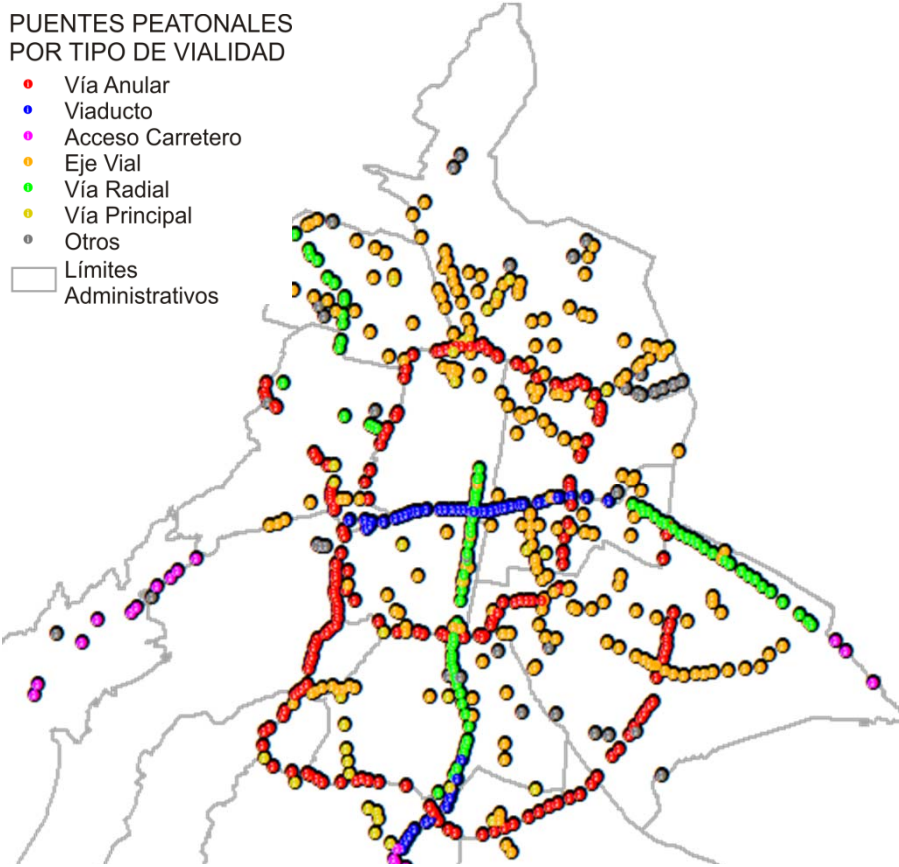 PUENTES PEATONALES
POR TIPO DE VIALIDAD
Vía Anular
Viaducto
Acceso Carretero
Eje Vial
Vía Radial
Vía Principal
Otros
Límites
Administrativos